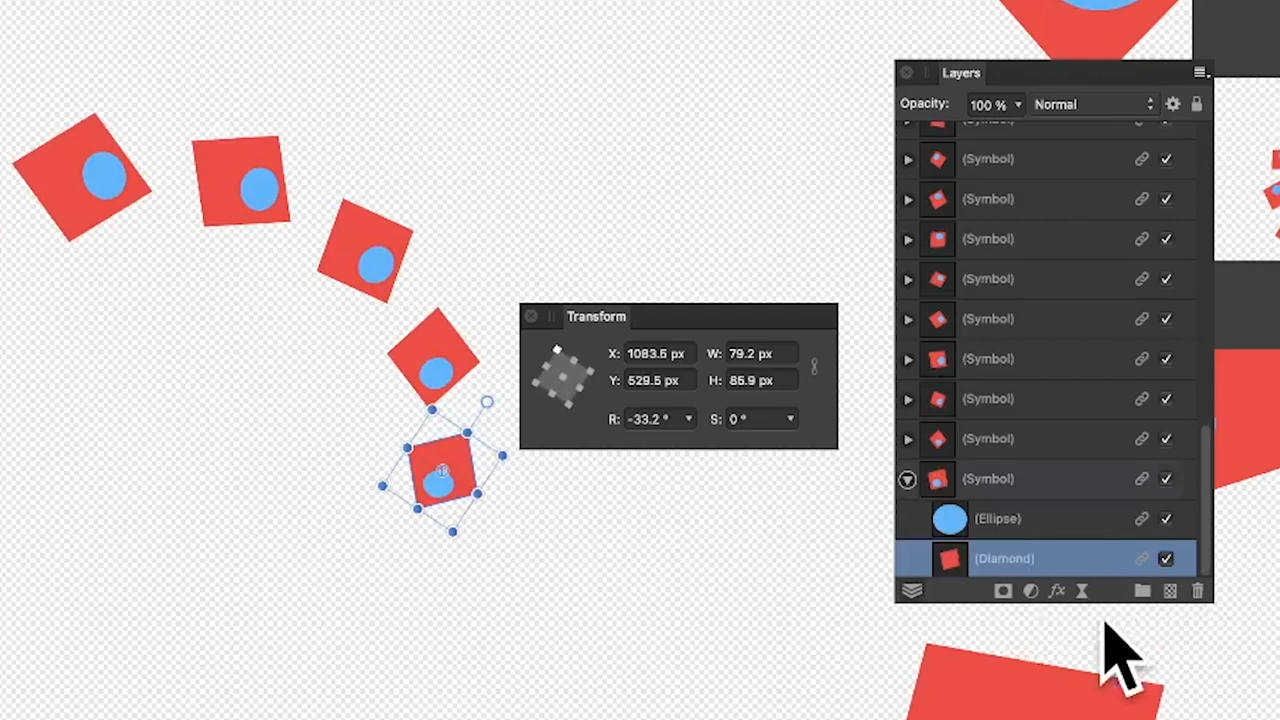 Layers
Opacity: 100 % Normal
(Symbol)
(Symbol)
(Symbol)
(Symbol)
(Symbol)
(Symbol)
(Symbol)
(Symbol)
(Symbol)
(Ellipse)
(Diamond)
fx
Transform
X: 1083.5 px W: 79.2 px
Y: 529.5 px H: 85.9 px
R: -33.2 ° S: 0 °